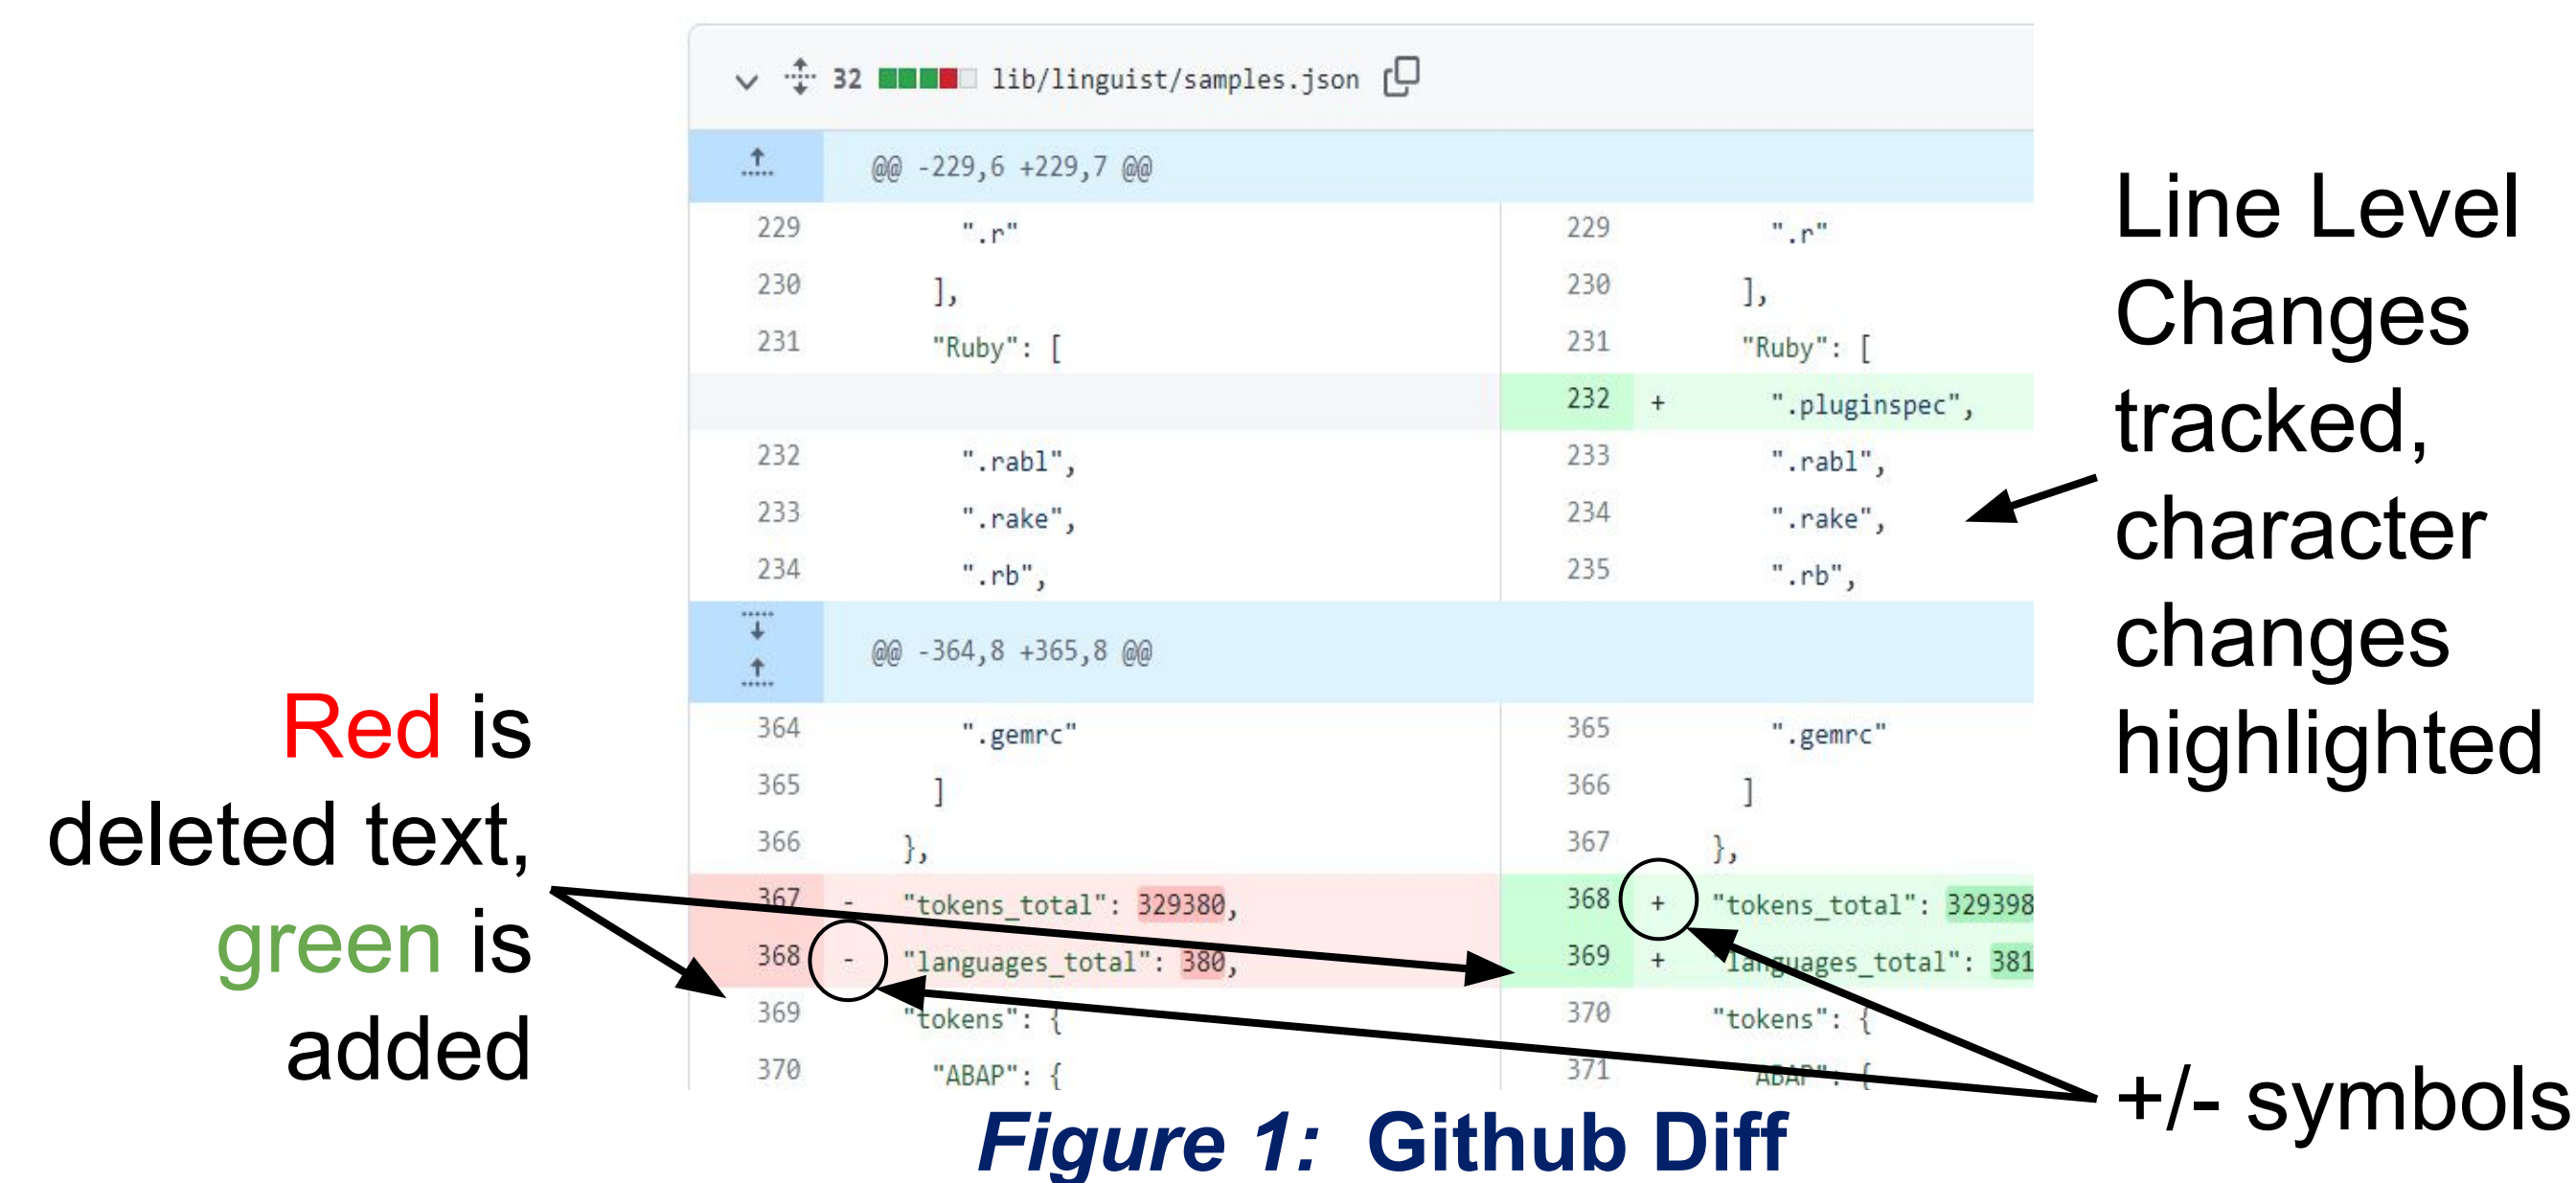 32 lib/linguist/samples.json
@@ -229,6 +229,7 @@
229 ".r" 229 ".r"
230 ], 230 ],
231 "Ruby": [ 231 "Ruby": [
232 + ".pluginspec",
232 ".rabl", 233 ".rabl",
233 ".rake", 234 ".rake",
234 ".rb", 235 ".rb",
@@ -364,8 +365,8 @@
364 ".gemrc" 365 ".gemrc"
365 ] 366 ]
366 }, 367 },
367 - "tokens_total": 329380, 368 + "tokens_total": 329398
368 - "languages_total": 380, 369 + "languages_total": 381
369 "tokens": { 370 "tokens": {
370 "ABAP": { 371 "ABAP": {
Line Level
Changes
tracked,
character
changes
highlighted
Red is
deleted text,
green is
added
+/- symbols
Figure 1: Github Diff